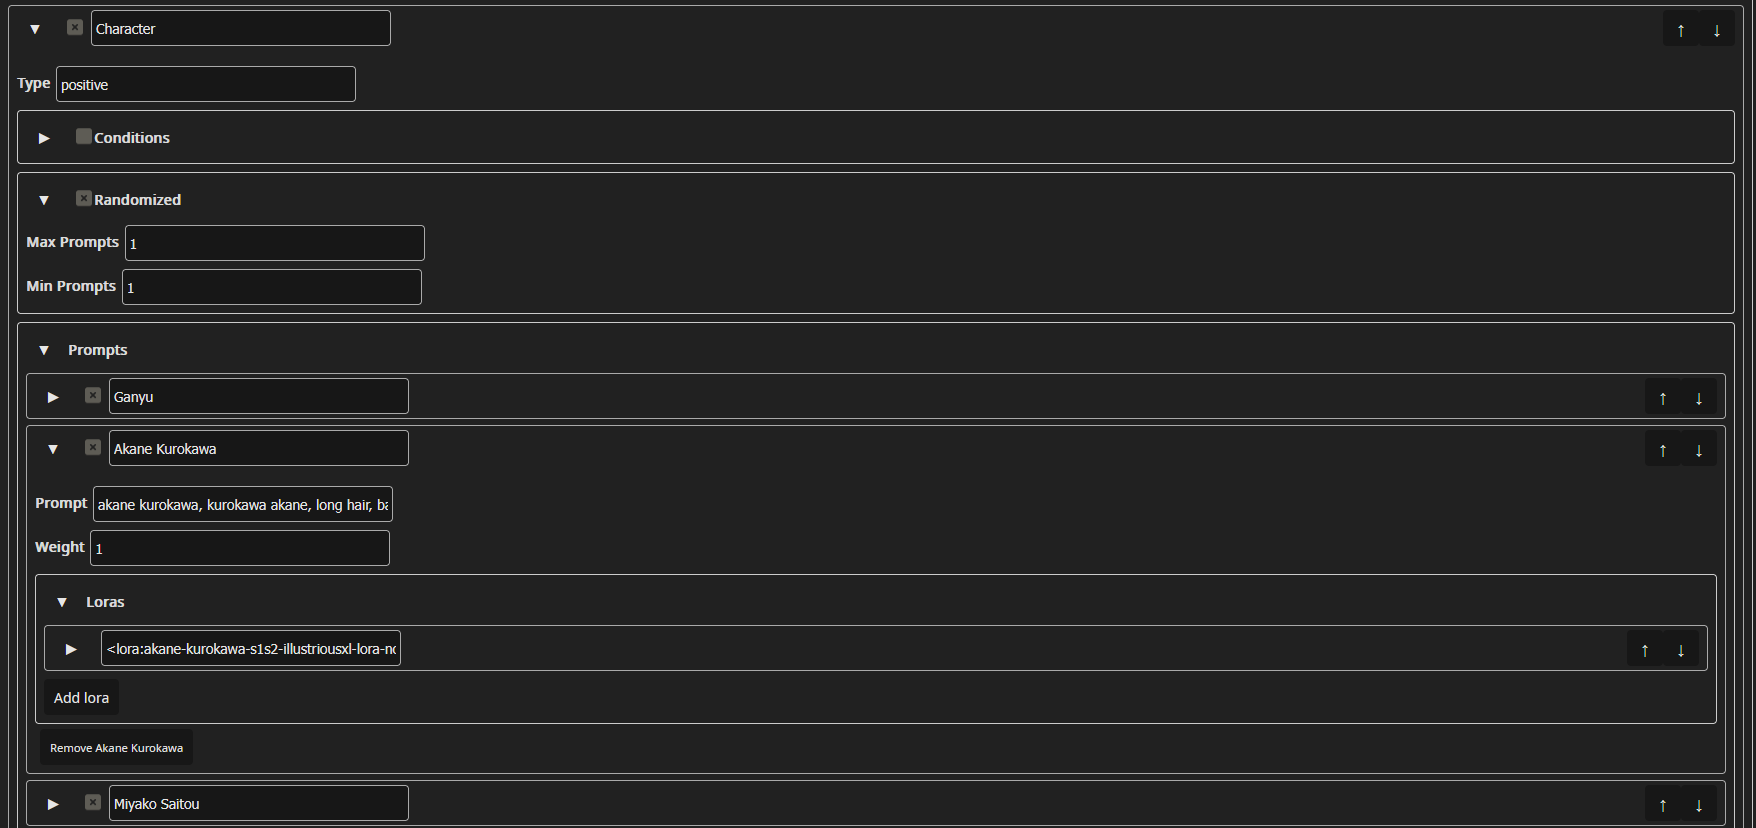 Character
Type positive
Conditions
Randomized
Max Prompts 1
Min Prompts 1
Prompts
Ganyu
Akane Kurokawa
Prompt akane kurokawa, kurokawa akane, long hair, ba
Weight 1
Loras
<lora:akane-kurokawa-s1s2-illustriousxl-lora-no
Add lora
Remove Akane Kurokawa
Miyako Saitou